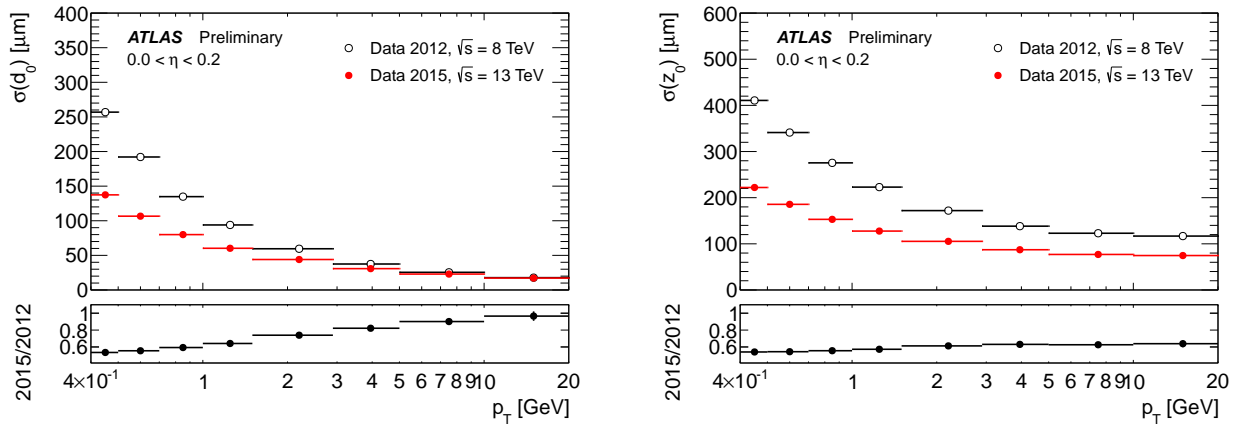 σ(d₀) [μm]
400
350
300
250
200
150
100
50
0
ATLAS Preliminary
0.0 < η < 0.2
Data 2012, √s = 8 TeV
Data 2015, √s = 13 TeV
2015/2012
1
0.8
0.6
4×10⁻¹ 1 2 3 4 5 6 7 8 9 10 20
p_T [GeV]
σ(z₀) [μm]
600
500
400
300
200
100
0
ATLAS Preliminary
0.0 < η < 0.2
Data 2012, √s = 8 TeV
Data 2015, √s = 13 TeV
2015/2012
1
0.8
0.6
4×10⁻¹ 1 2 3 4 5 6 7 8 9 10 20
p_T [GeV]